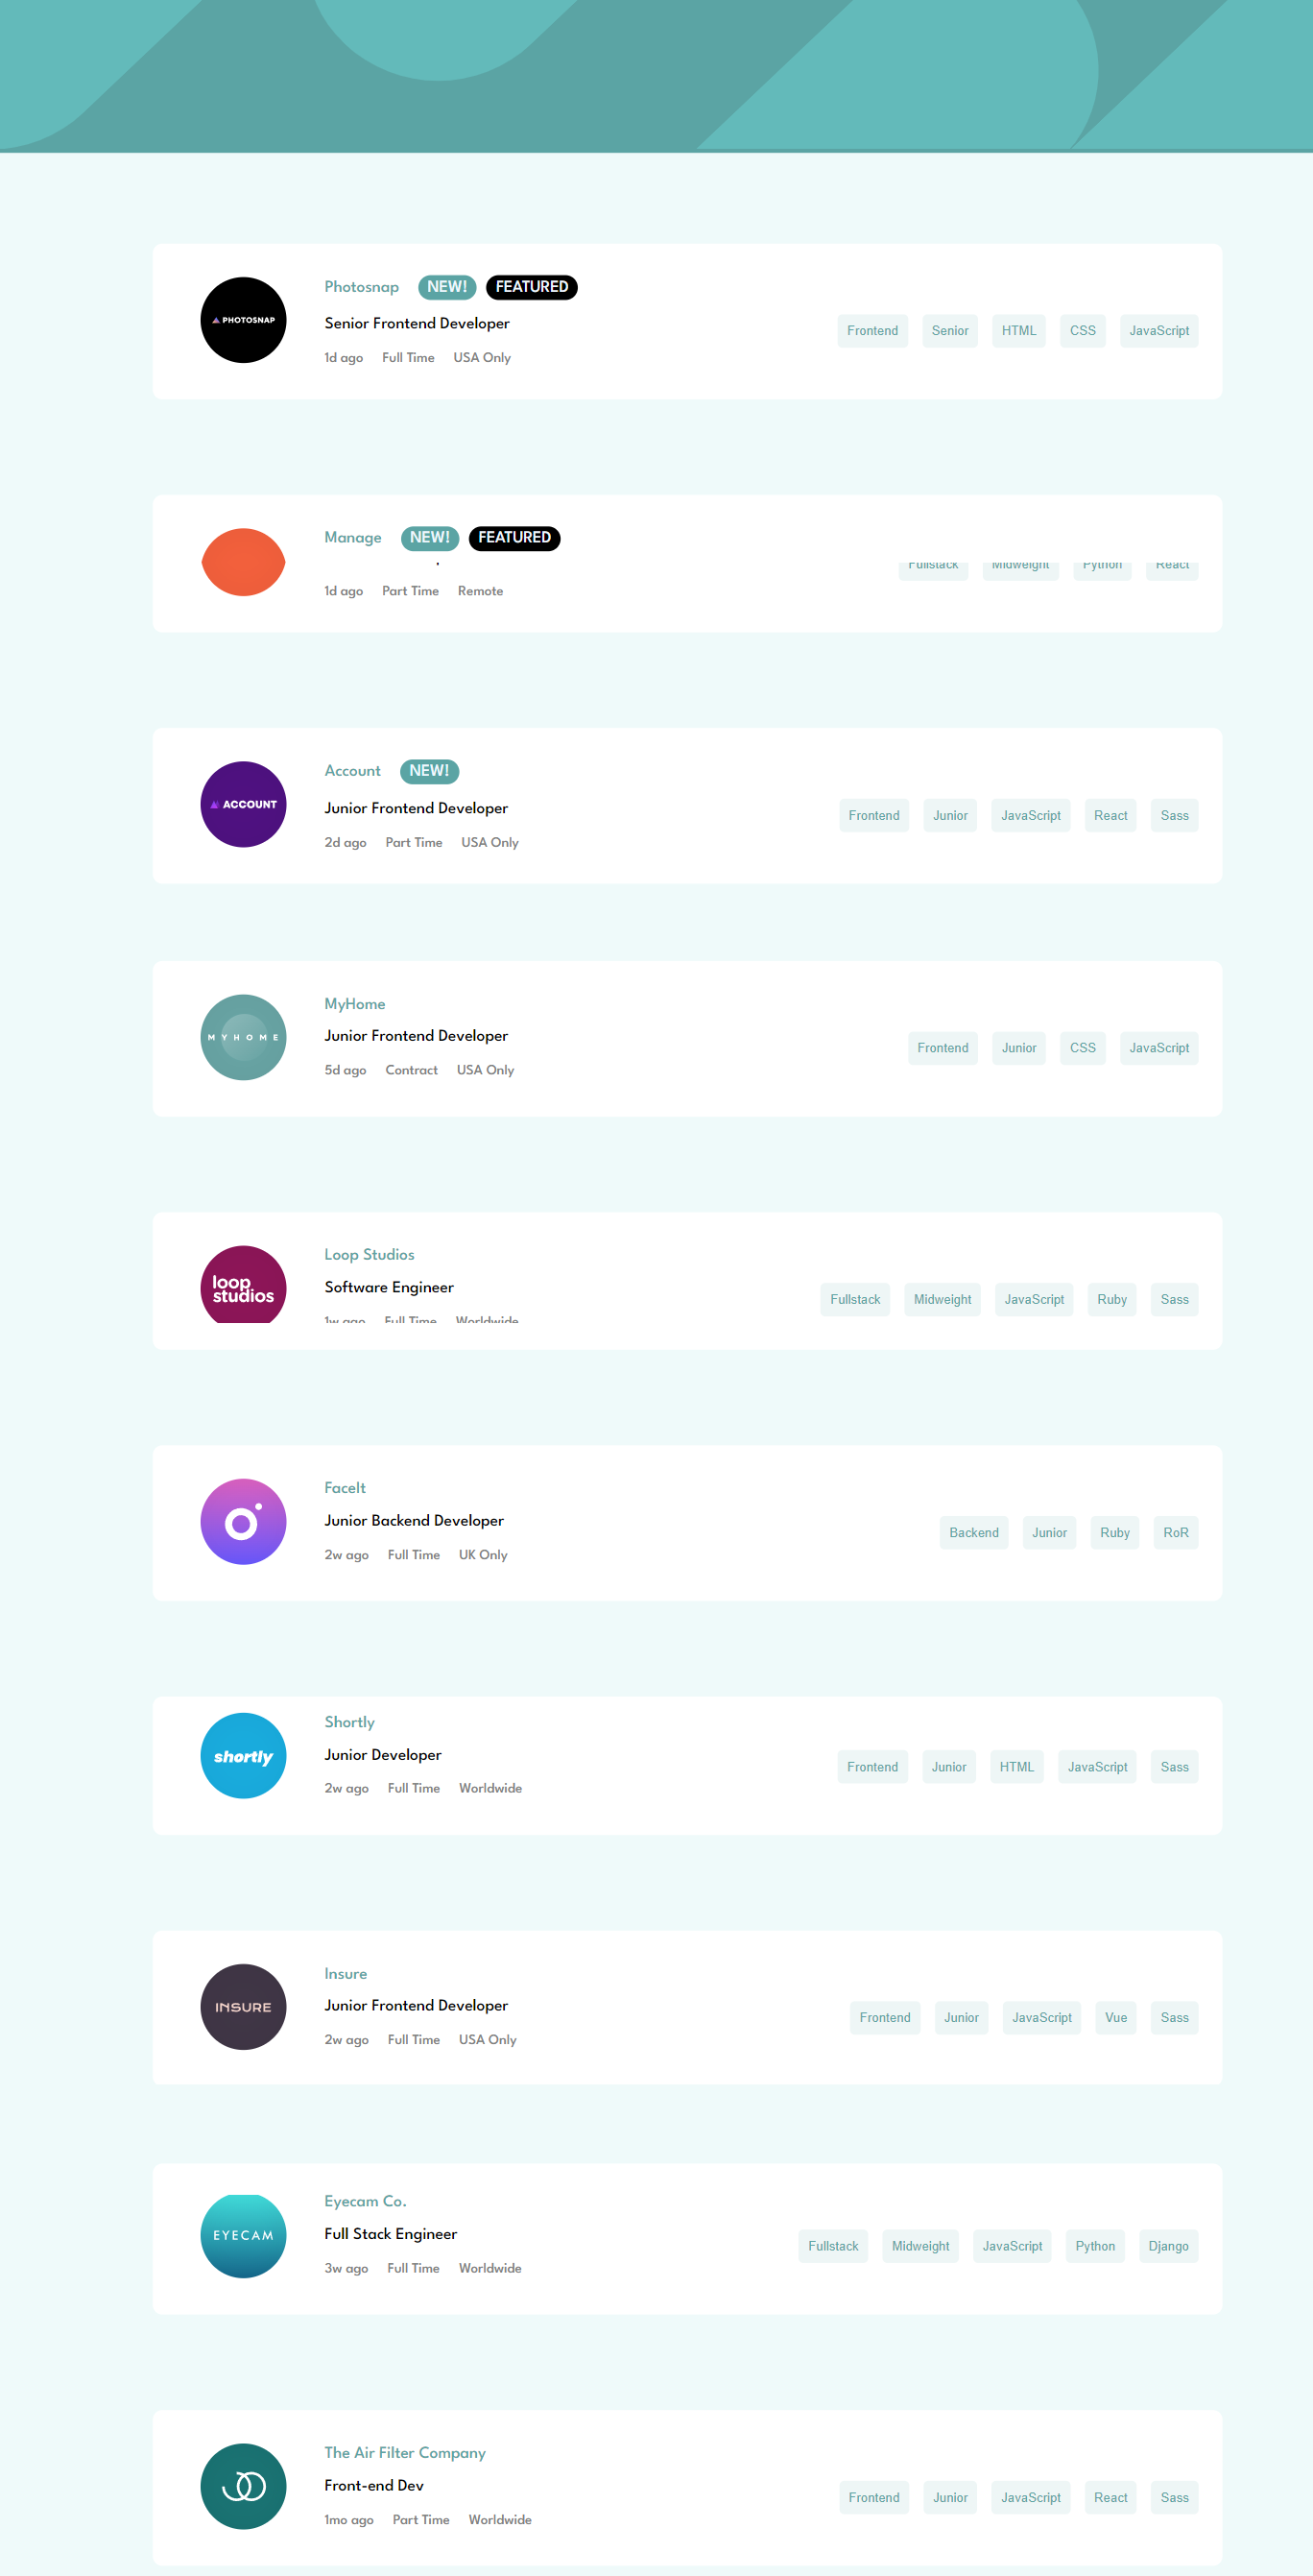 PHOTOSNAP
Photosnap NEW! FEATURED
Senior Frontend Developer
1d ago Full Time USA Only
Frontend Senior HTML CSS JavaScript
Manage NEW! FEATURED
Fullstack Midweight Python React
1d ago Part Time Remote
ACCOUNT
Account NEW!
Junior Frontend Developer
2d ago Part Time USA Only
Frontend Junior JavaScript React Sass
MYHOME
MyHome
Junior Frontend Developer
5d ago Contract USA Only
Frontend Junior CSS JavaScript
loop
studios
Loop Studios
Software Engineer
1w ago Full Time Worldwide
Fullstack Midweight JavaScript Ruby Sass
FaceIt
Junior Backend Developer
2w ago Full Time UK Only
Backend Junior Ruby RoR
shortly
Shortly
Junior Developer
2w ago Full Time Worldwide
Frontend Junior HTML JavaScript Sass
INSURE
Insure
Junior Frontend Developer
2w ago Full Time USA Only
Frontend Junior JavaScript Vue Sass
EYECAM
Eyecam Co.
Full Stack Engineer
3w ago Full Time Worldwide
Fullstack Midweight JavaScript Python Django
The Air Filter Company
Front-end Dev
1mo ago Part Time Worldwide
Frontend Junior JavaScript React Sass